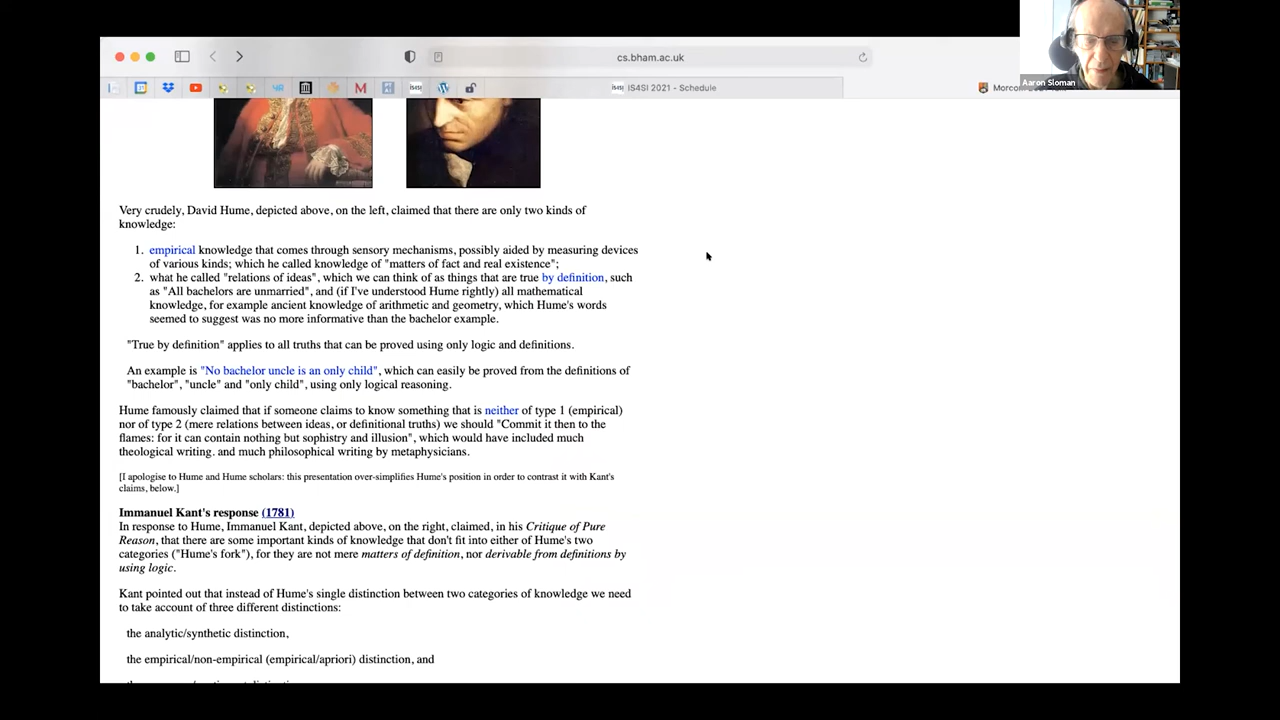 cs.bham.ac.uk
Aaron Sloman
IS4SI 2021 - Schedule
Very crudely, David Hume, depicted above, on the left, claimed that there are only two kinds of
knowledge:
1. empirical knowledge that comes through sensory mechanisms, possibly aided by measuring devices
of various kinds; which he called knowledge of "matters of fact and real existence";
2. what he called "relations of ideas", which we can think of as things that are true by definition, such
as "All bachelors are unmarried", and (if I've understood Hume rightly) all mathematical
knowledge, for example ancient knowledge of arithmetic and geometry, which Hume's words
seemed to suggest was no more informative than the bachelor example.
"True by definition" applies to all truths that can be proved using only logic and definitions.
An example is "No bachelor uncle is an only child", which can easily be proved from the definitions of
"bachelor", "uncle" and "only child", using only logical reasoning.
Hume famously claimed that if someone claims to know something that is neither of type 1 (empirical)
nor of type 2 (mere relations between ideas, or definitional truths) we should "Commit it then to the
flames: for it can contain nothing but sophistry and illusion", which would have included much
theological writing. and much philosophical writing by metaphysicians.
[I apologise to Hume and Hume scholars: this presentation over-simplifies Hume's position in order to contrast it with Kant's
claims, below.]
Immanuel Kant's response (1781)
In response to Hume, Immanuel Kant, depicted above, on the right, claimed, in his Critique of Pure
Reason, that there are some important kinds of knowledge that don't fit into either of Hume's two
categories ("Hume's fork"), for they are not mere matters of definition, nor derivable from definitions by
using logic.
Kant pointed out that instead of Hume's single distinction between two categories of knowledge we need
to take account of three different distinctions:
the analytic/synthetic distinction,
the empirical/non-empirical (empirical/apriori) distinction, and